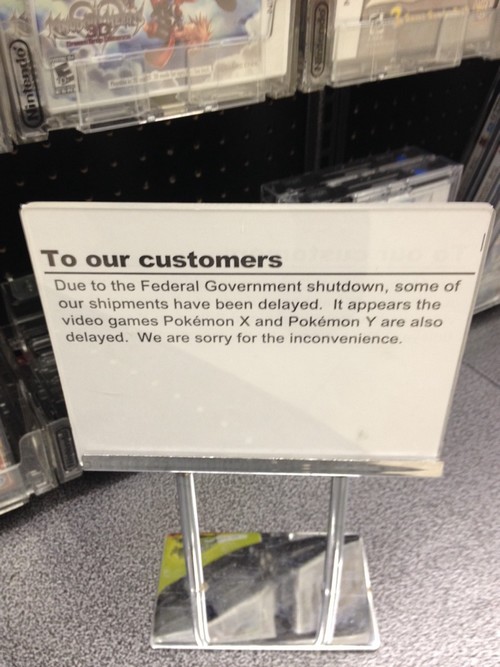 3D
Nintendo
To our customers
Due to the Federal Government shutdown, some of
our shipments have been delayed.  It appears the
video games Pokémon X and Pokémon Y are also
delayed.  We are sorry for the inconvenience.